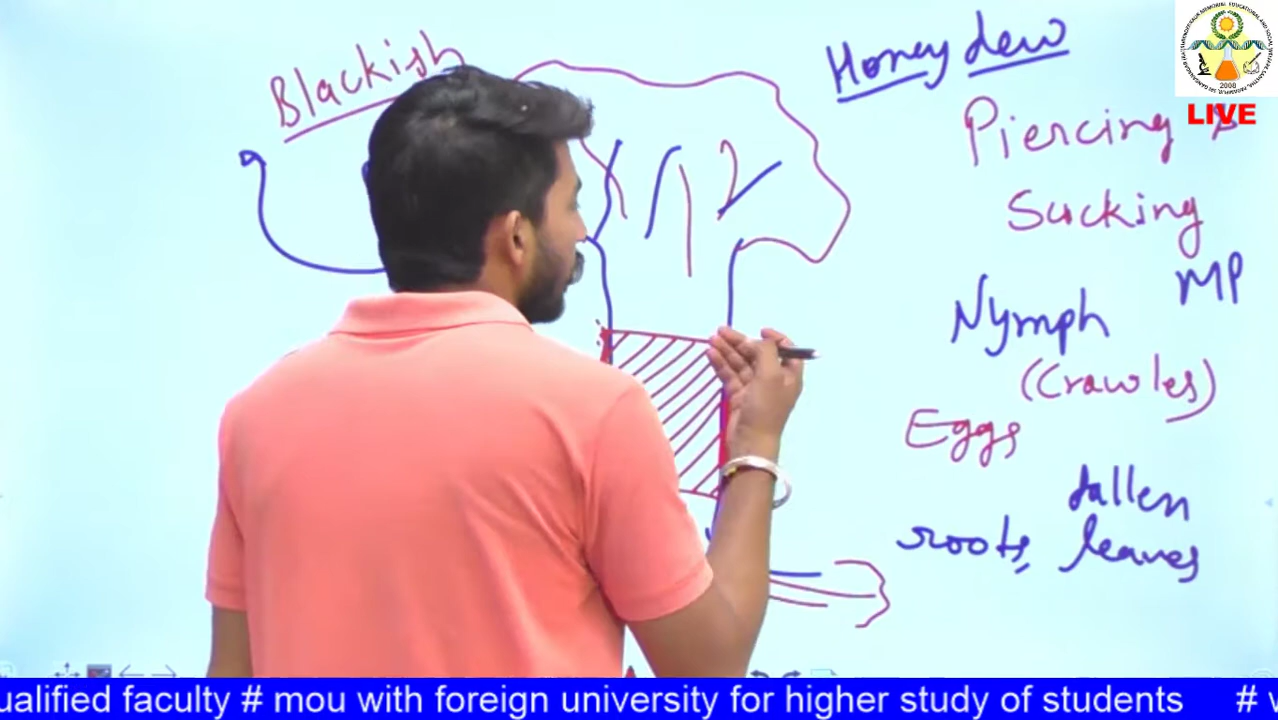 Blackish
Honey dew
Piercing &
Sucking
MP
Nymph
(Crawles)
Eggs
fallen
roots, leaves
2008
LIVE
ualified faculty # mou with foreign university for higher study of students # v